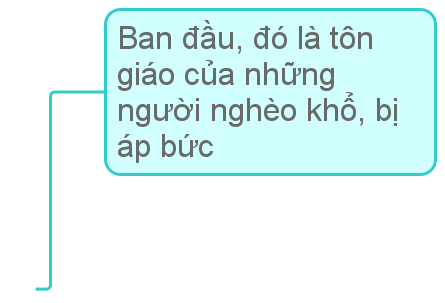 Ban đầu, đó là tôn
giáo của những
người nghèo khổ, bị
áp bức